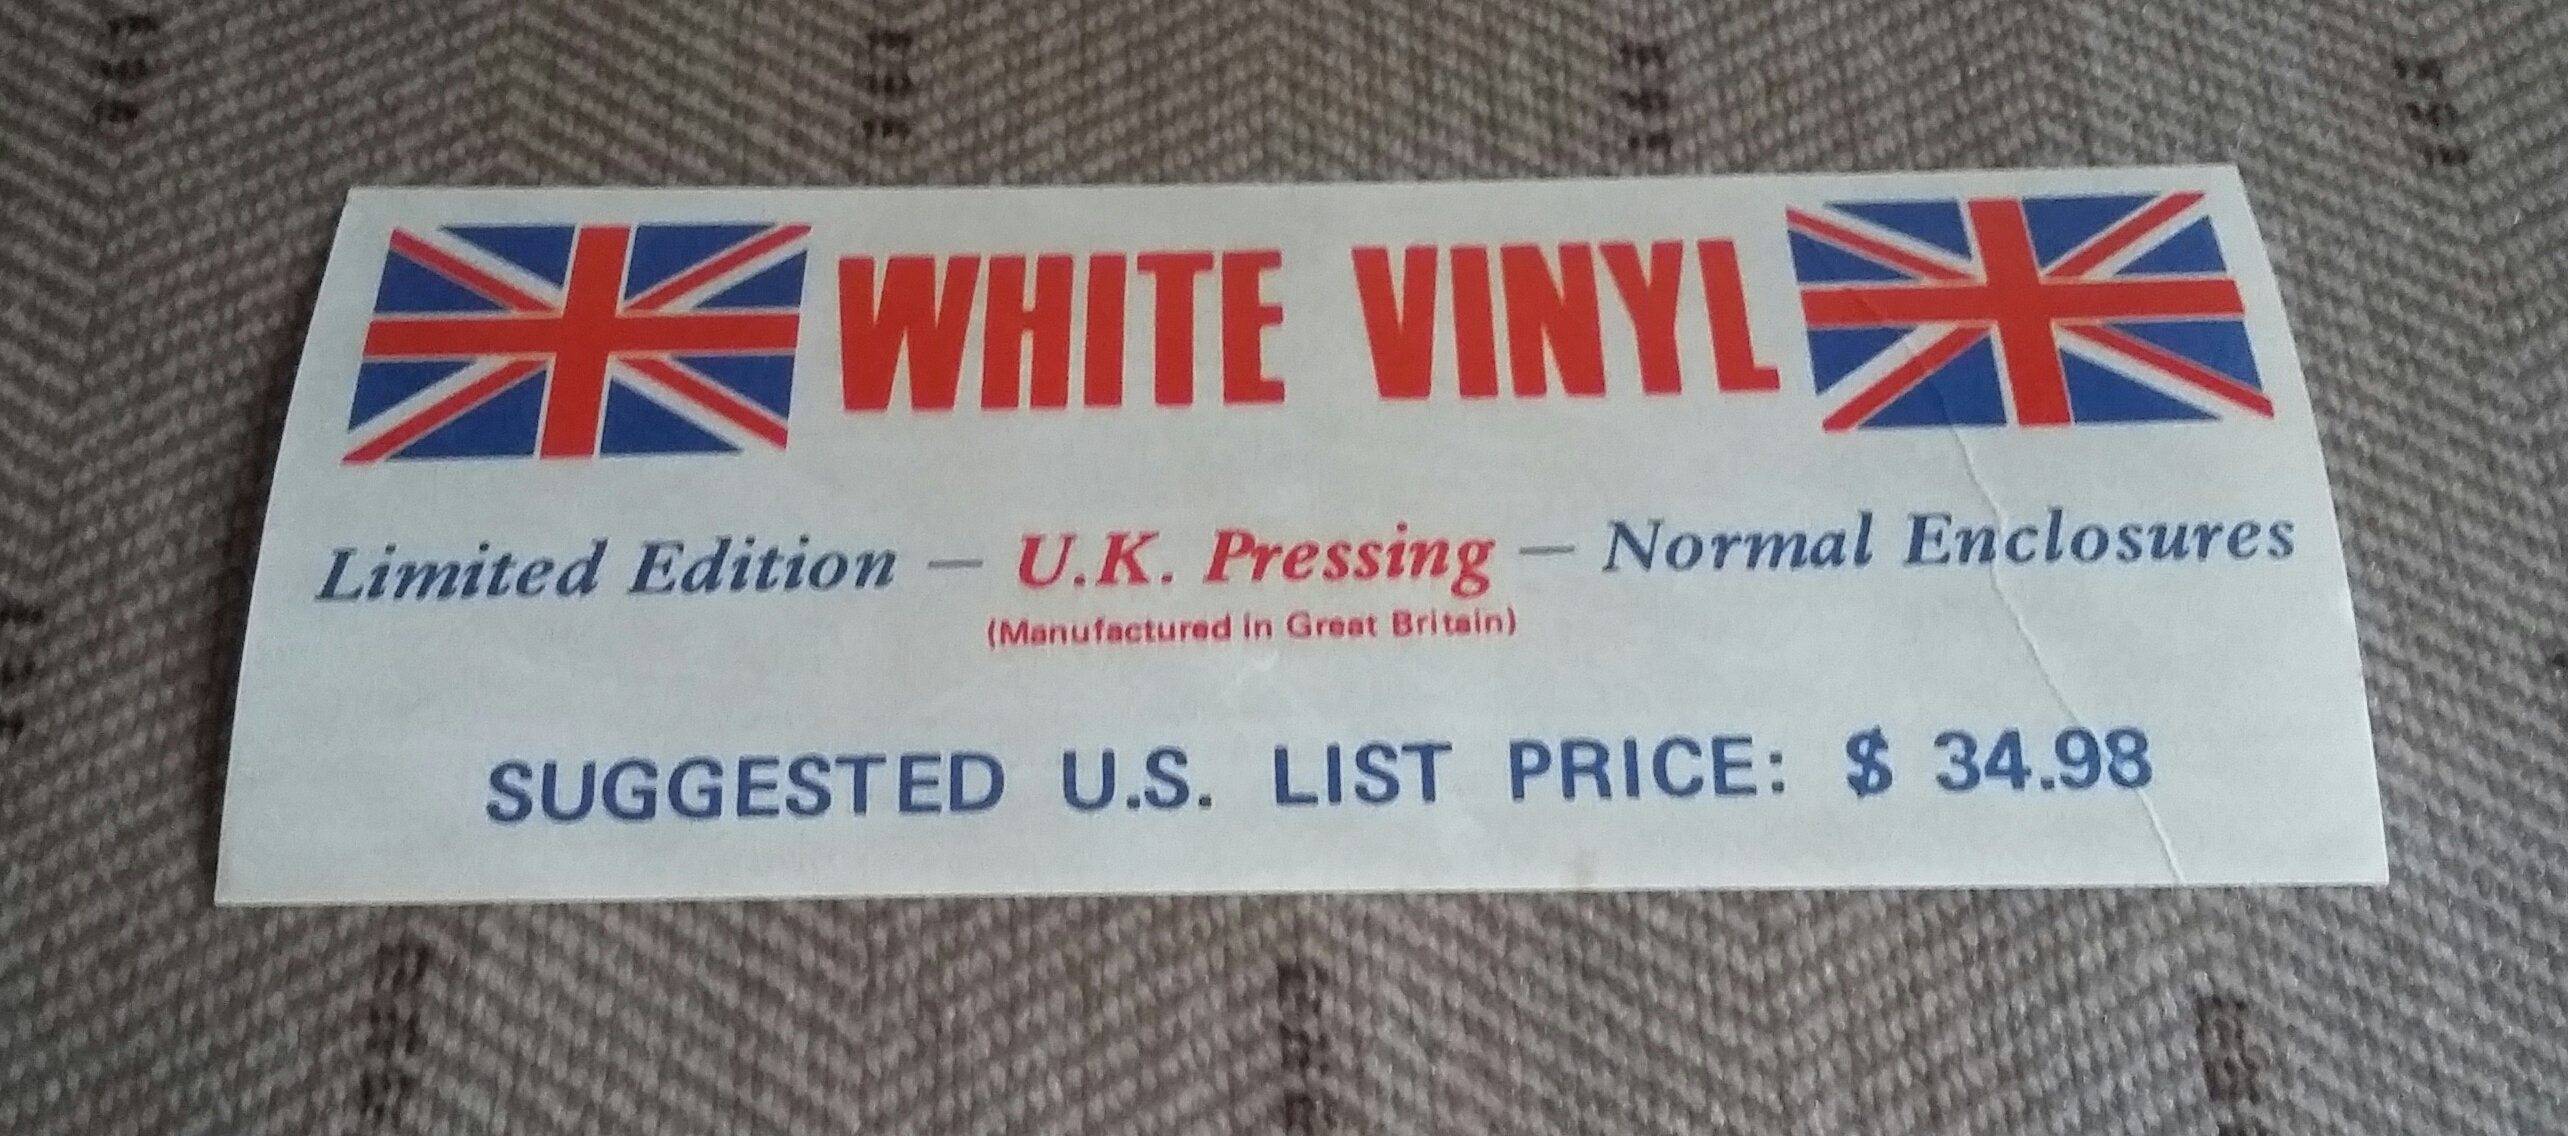 WHITE VINYL
Limited Edition — U.K. Pressing — Normal Enclosures
(Manufactured in Great Britain)
SUGGESTED U.S. LIST PRICE: $ 34.98